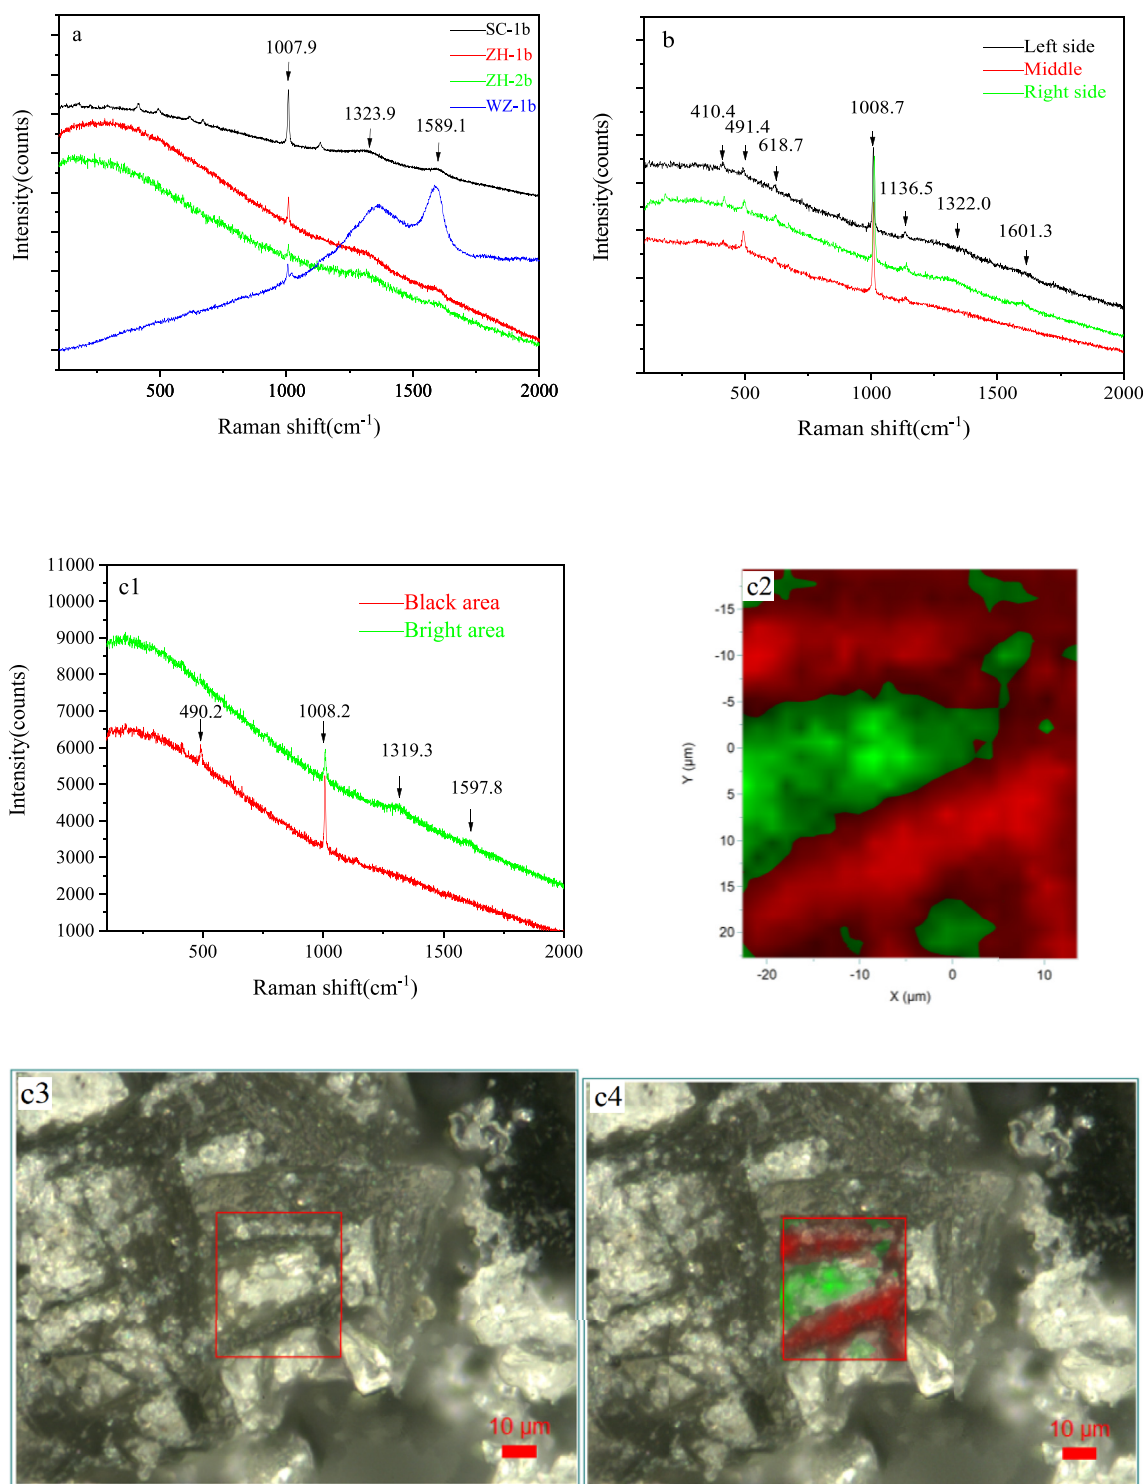 a
SC-1b
ZH-1b
ZH-2b
WZ-1b
1007.9
1323.9
1589.1
Intensity(counts)
500
1000
1500
2000
Raman shift(cm⁻¹)
b
Left side
Middle
Right side
410.4
491.4
618.7
1008.7
1136.5
1322.0
1601.3
Intensity(counts)
500
1000
1500
2000
Raman shift(cm⁻¹)
c1
Black area
Bright area
490.2
1008.2
1319.3
1597.8
Intensity(counts)
11000
10000
9000
8000
7000
6000
5000
4000
3000
2000
1000
500
1000
1500
2000
Raman shift(cm⁻¹)
c2
-15
-10
-5
0
5
10
15
20
Y (µm)
-20
-10
0
10
X (µm)
c3
10 µm
c4
10 µm